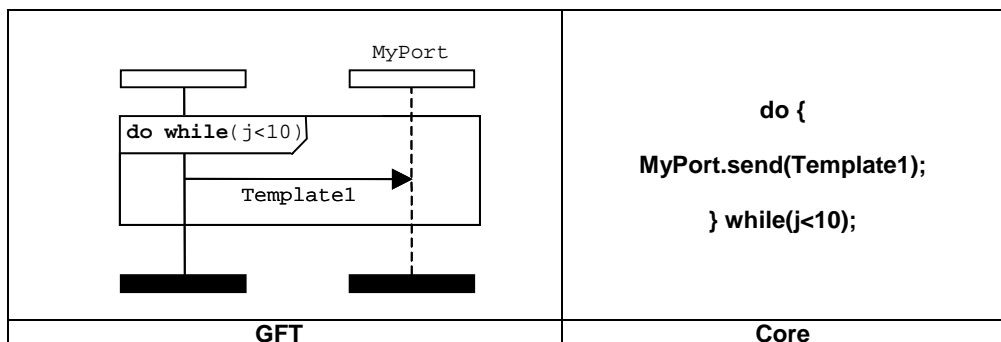 MyPort
do while(j<10)
Template1
do {
MyPort.send(Template1);
} while(j<10);
GFT
Core